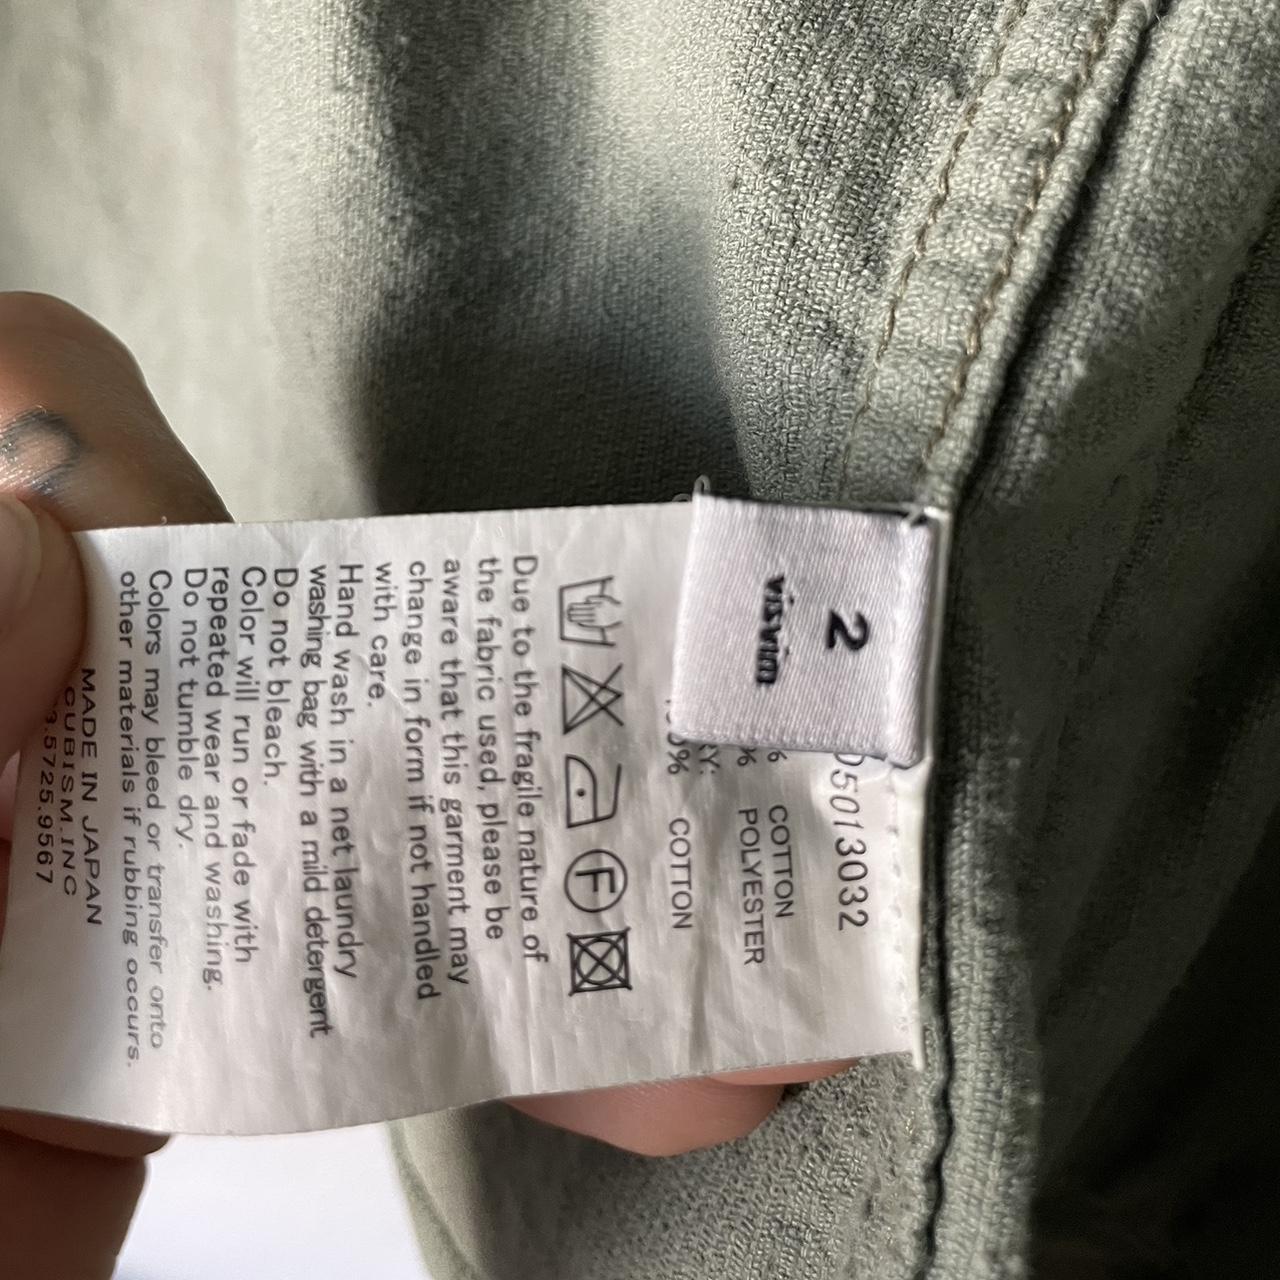 2
visvim
5013032
% COTTON
% POLYESTER
% COTTON
Due to the fragile nature of
the fabric used, please be
aware that this garment may
change in form if not handled
with care.
Hand wash in a net laundry
washing bag with a mild detergent
Do not bleach.
Color will run or fade with
repeated wear and washing.
Do not tumble dry.
Colors may bleed or transfer onto
other materials if rubbing occurs.
MADE IN JAPAN
CUBISM.INC
3.5725.9567